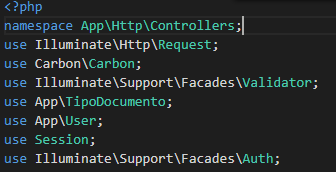 <?php
namespace App\Http\Controllers;
use Illuminate\Http\Request;
use Carbon\Carbon;
use Illuminate\Support\Facades\Validator;
use App\TipoDocumento;
use App\User;
use Session;
use Illuminate\Support\Facades\Auth;